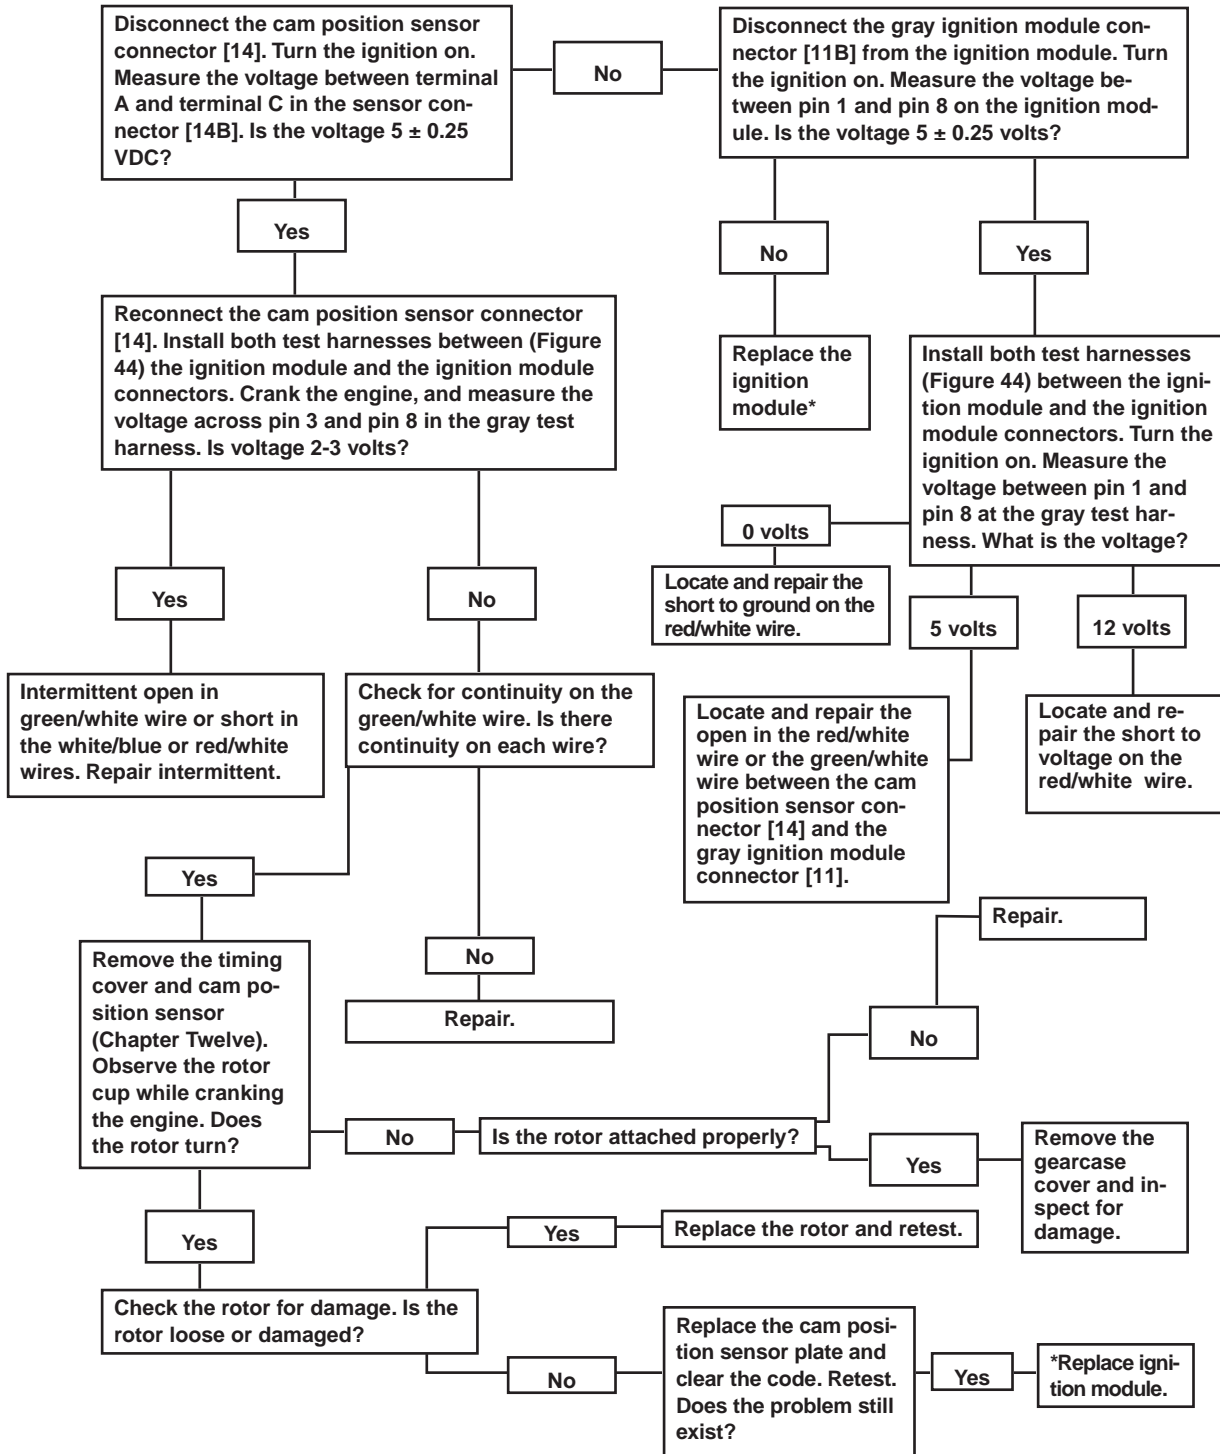 Disconnect the cam position sensor
connector [14]. Turn the ignition on.
Measure the voltage between terminal
A and terminal C in the sensor con-
nector [14B]. Is the voltage 5 ± 0.25
VDC?
No
Disconnect the gray ignition module con-
nector [11B] from the ignition module. Turn
the ignition on. Measure the voltage be-
tween pin 1 and pin 8 on the ignition mod-
ule. Is the voltage 5 ± 0.25 volts?
Yes
No
Yes
Reconnect the cam position sensor connector
[14]. Install both test harnesses between (Figure
44) the ignition module and the ignition module
connectors. Crank the engine, and measure the
voltage across pin 3 and pin 8 in the gray test
harness. Is voltage 2-3 volts?
Replace the
ignition
module*
Install both test harnesses
(Figure 44) between the igni-
tion module and the ignition
module connectors. Turn the
ignition on. Measure the
voltage between pin 1 and
pin 8 at the gray test har-
ness. What is the voltage?
0 volts
Locate and repair the
short to ground on the
red/white wire.
5 volts
12 volts
Yes
No
Intermittent open in
green/white wire or short in
the white/blue or red/white
wires. Repair intermittent.
Check for continuity on the
green/white wire. Is there
continuity on each wire?
Locate and repair the
open in the red/white
wire or the green/white
wire between the cam
position sensor con-
nector [14] and the
gray ignition module
connector [11].
Locate and re-
pair the short to
voltage on the
red/white wire.
Yes
No
Repair.
Repair.
Remove the timing
cover and cam po-
sition sensor
(Chapter Twelve).
Observe the rotor
cup while cranking
the engine. Does
the rotor turn?
No
Is the rotor attached properly?
No
Yes
Remove the
gearcase
cover and in-
spect for
damage.
Yes
Check the rotor for damage. Is the
rotor loose or damaged?
Yes
Replace the rotor and retest.
No
Replace the cam posi-
tion sensor plate and
clear the code. Retest.
Does the problem still
exist?
Yes
*Replace igni-
tion module.